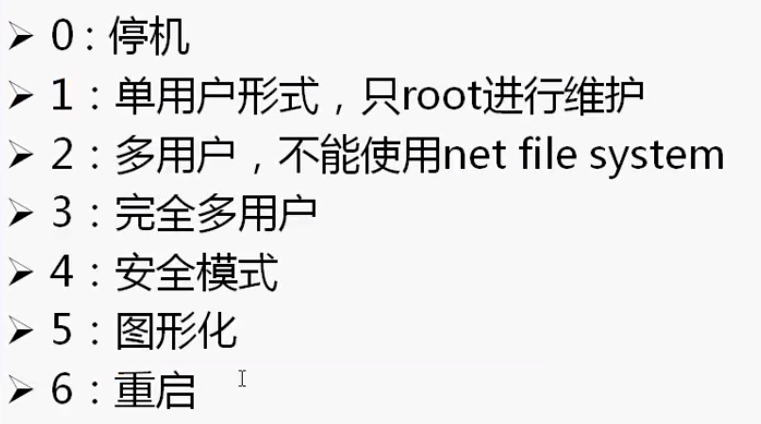 ➢ 0：停机
➢ 1：单用户形式，只root进行维护
➢ 2：多用户，不能使用net file system
➢ 3：完全多用户
➢ 4：安全模式
➢ 5：图形化
➢ 6：重启